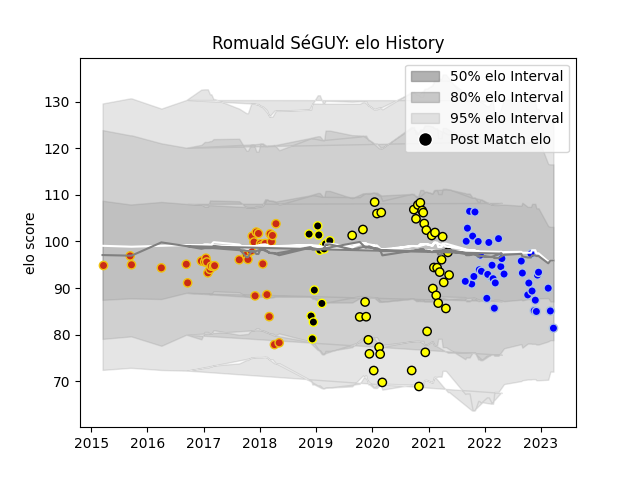 Romuald SéGUY: elo History
50% elo Interval
80% elo Interval
95% elo Interval
Post Match elo
elo score
130
120
110
100
90
80
70
2015 2016 2017 2018 2019 2020 2021 2022 2023